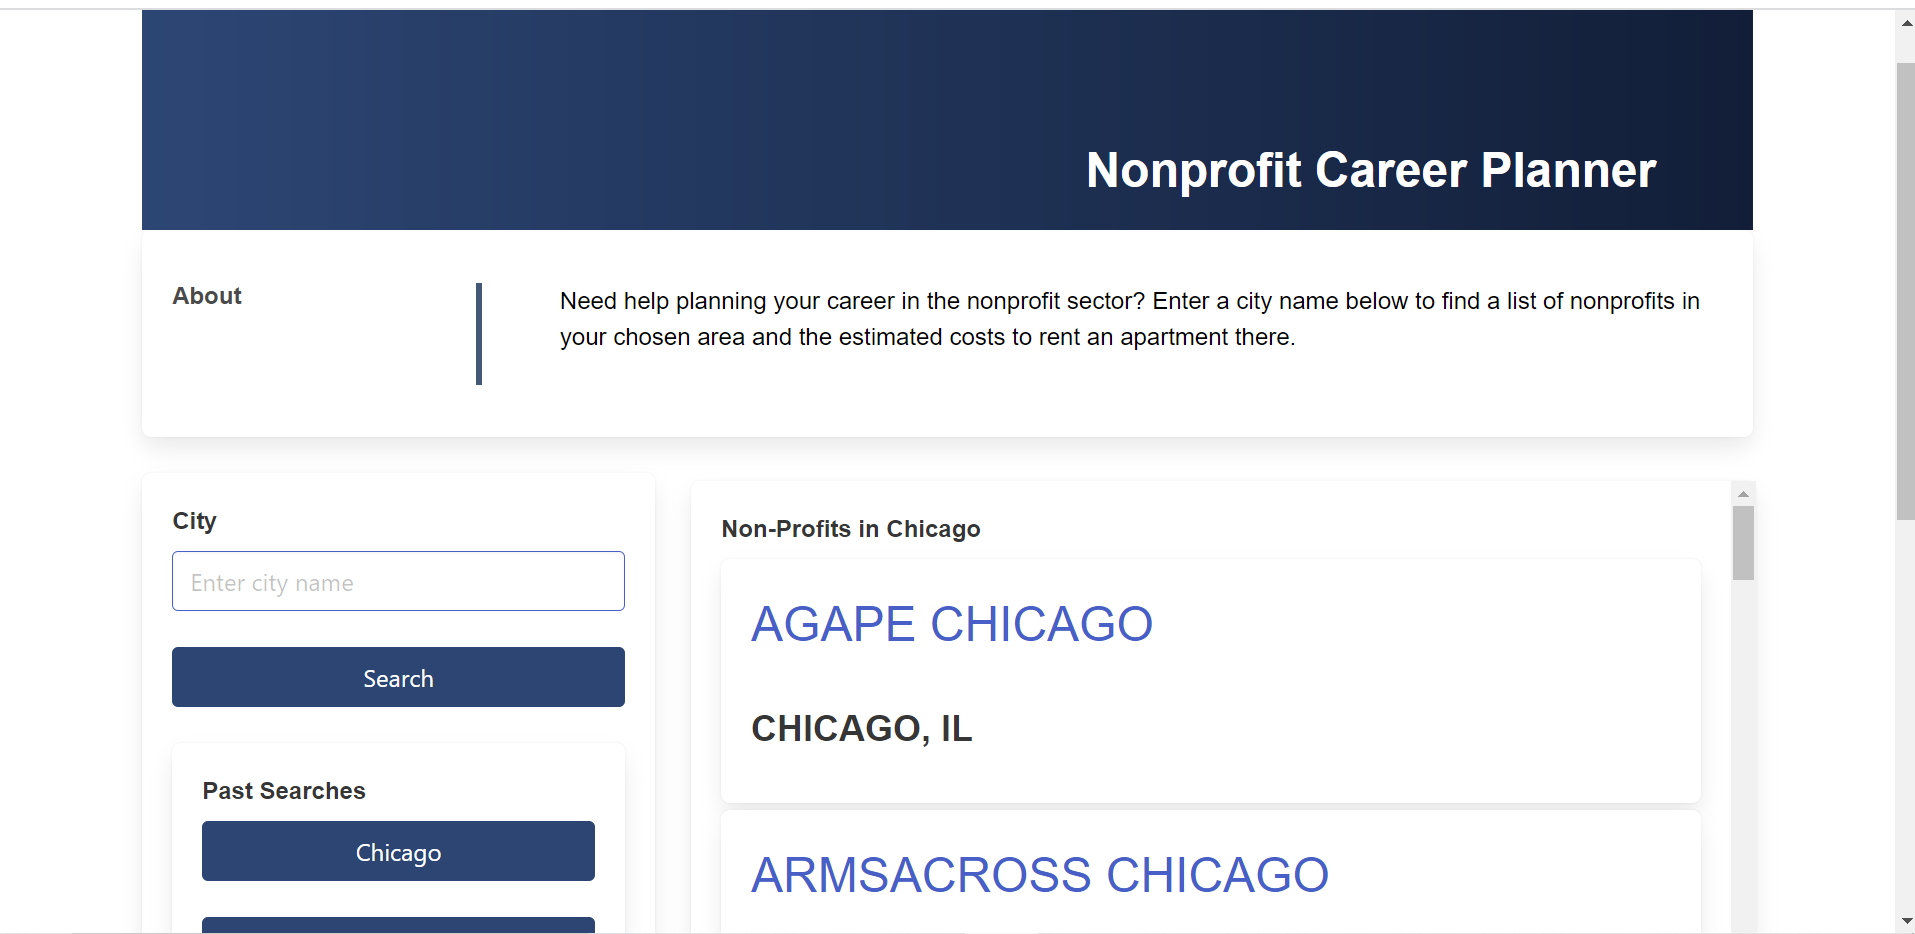 Nonprofit Career Planner
About
Need help planning your career in the nonprofit sector? Enter a city name below to find a list of nonprofits in
your chosen area and the estimated costs to rent an apartment there.
City
Enter city name
Search
Past Searches
Chicago
Non-Profits in Chicago
AGAPE CHICAGO
CHICAGO, IL
ARMSACROSS CHICAGO